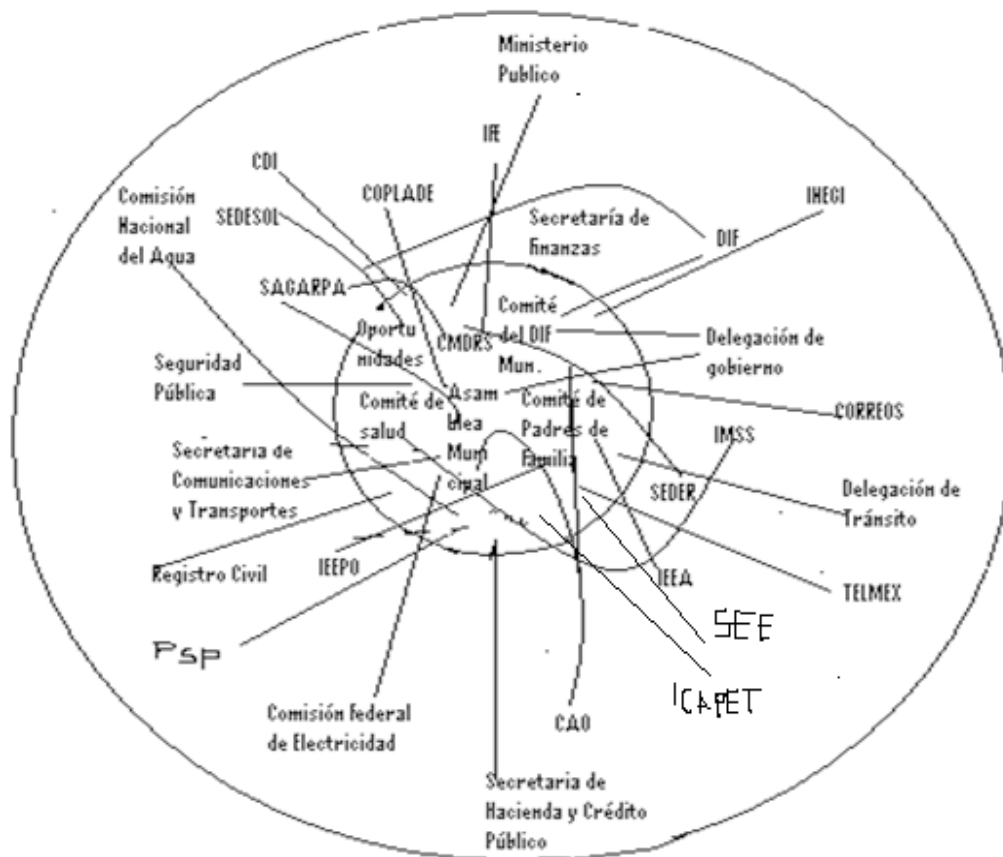 Ministerio
Publico
IFE
CDI
COPLADE
INEGI
Comisión
Nacional
del Agua
SEDESOL
Secretaría de
finanzas
DIF
SAGARPA
Oportu
nidades
CMDRS
Comité
del DIF
Mun.
Delegación de
gobierno
Seguridad
Pública
Comité de
salud
Asam
blea
Muni
cipal
Comité de
Padres de
Familia
CORREOS
IMSS
Secretaria de
Comunicaciones
y Transportes
SEDER
Delegación de
Tránsito
Registro Civil
IEEPO
IEEA
TELMEX
PSP
SEE
ICAPET
Comisión Federal
de Electricidad
CAO
Secretaria de
Hacienda y Crédito
Público